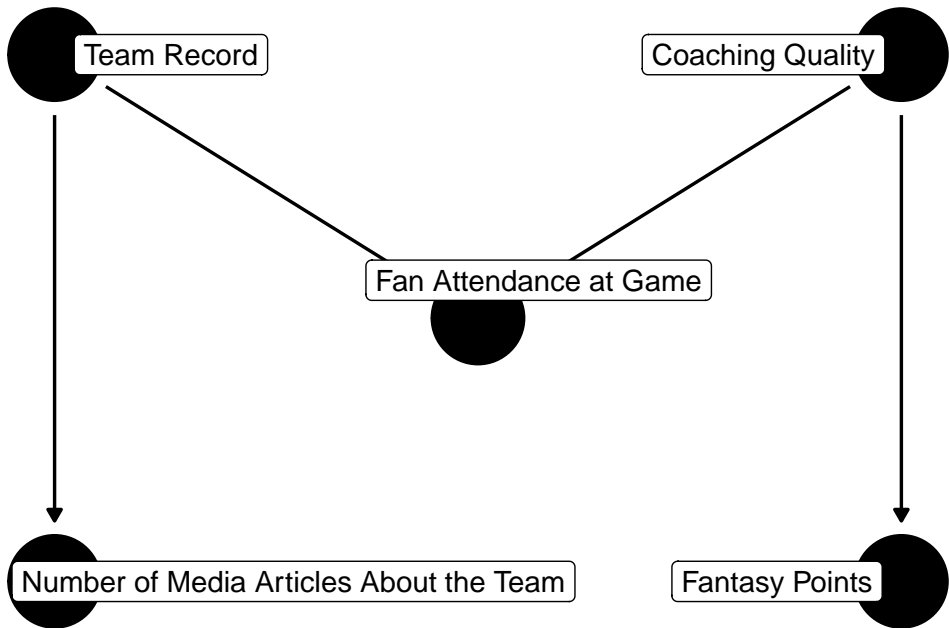 Team Record
Coaching Quality
Fan Attendance at Game
Number of Media Articles About the Team
Fantasy Points